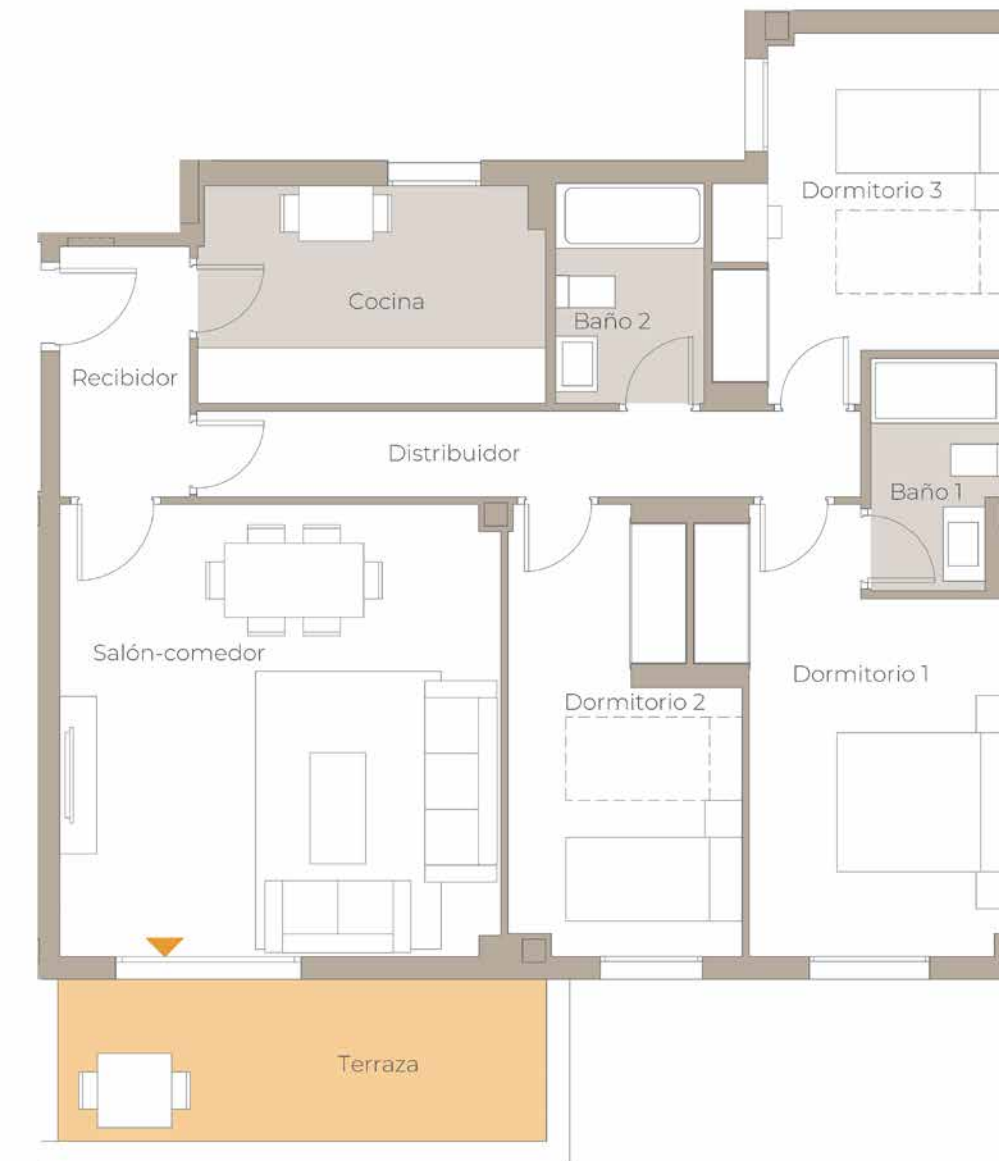 Dormitorio 3
Cocina
Baño 2
Recibidor
Distribuidor
Baño 1
Salón-comedor
Dormitorio 1
Dormitorio 2
Terraza